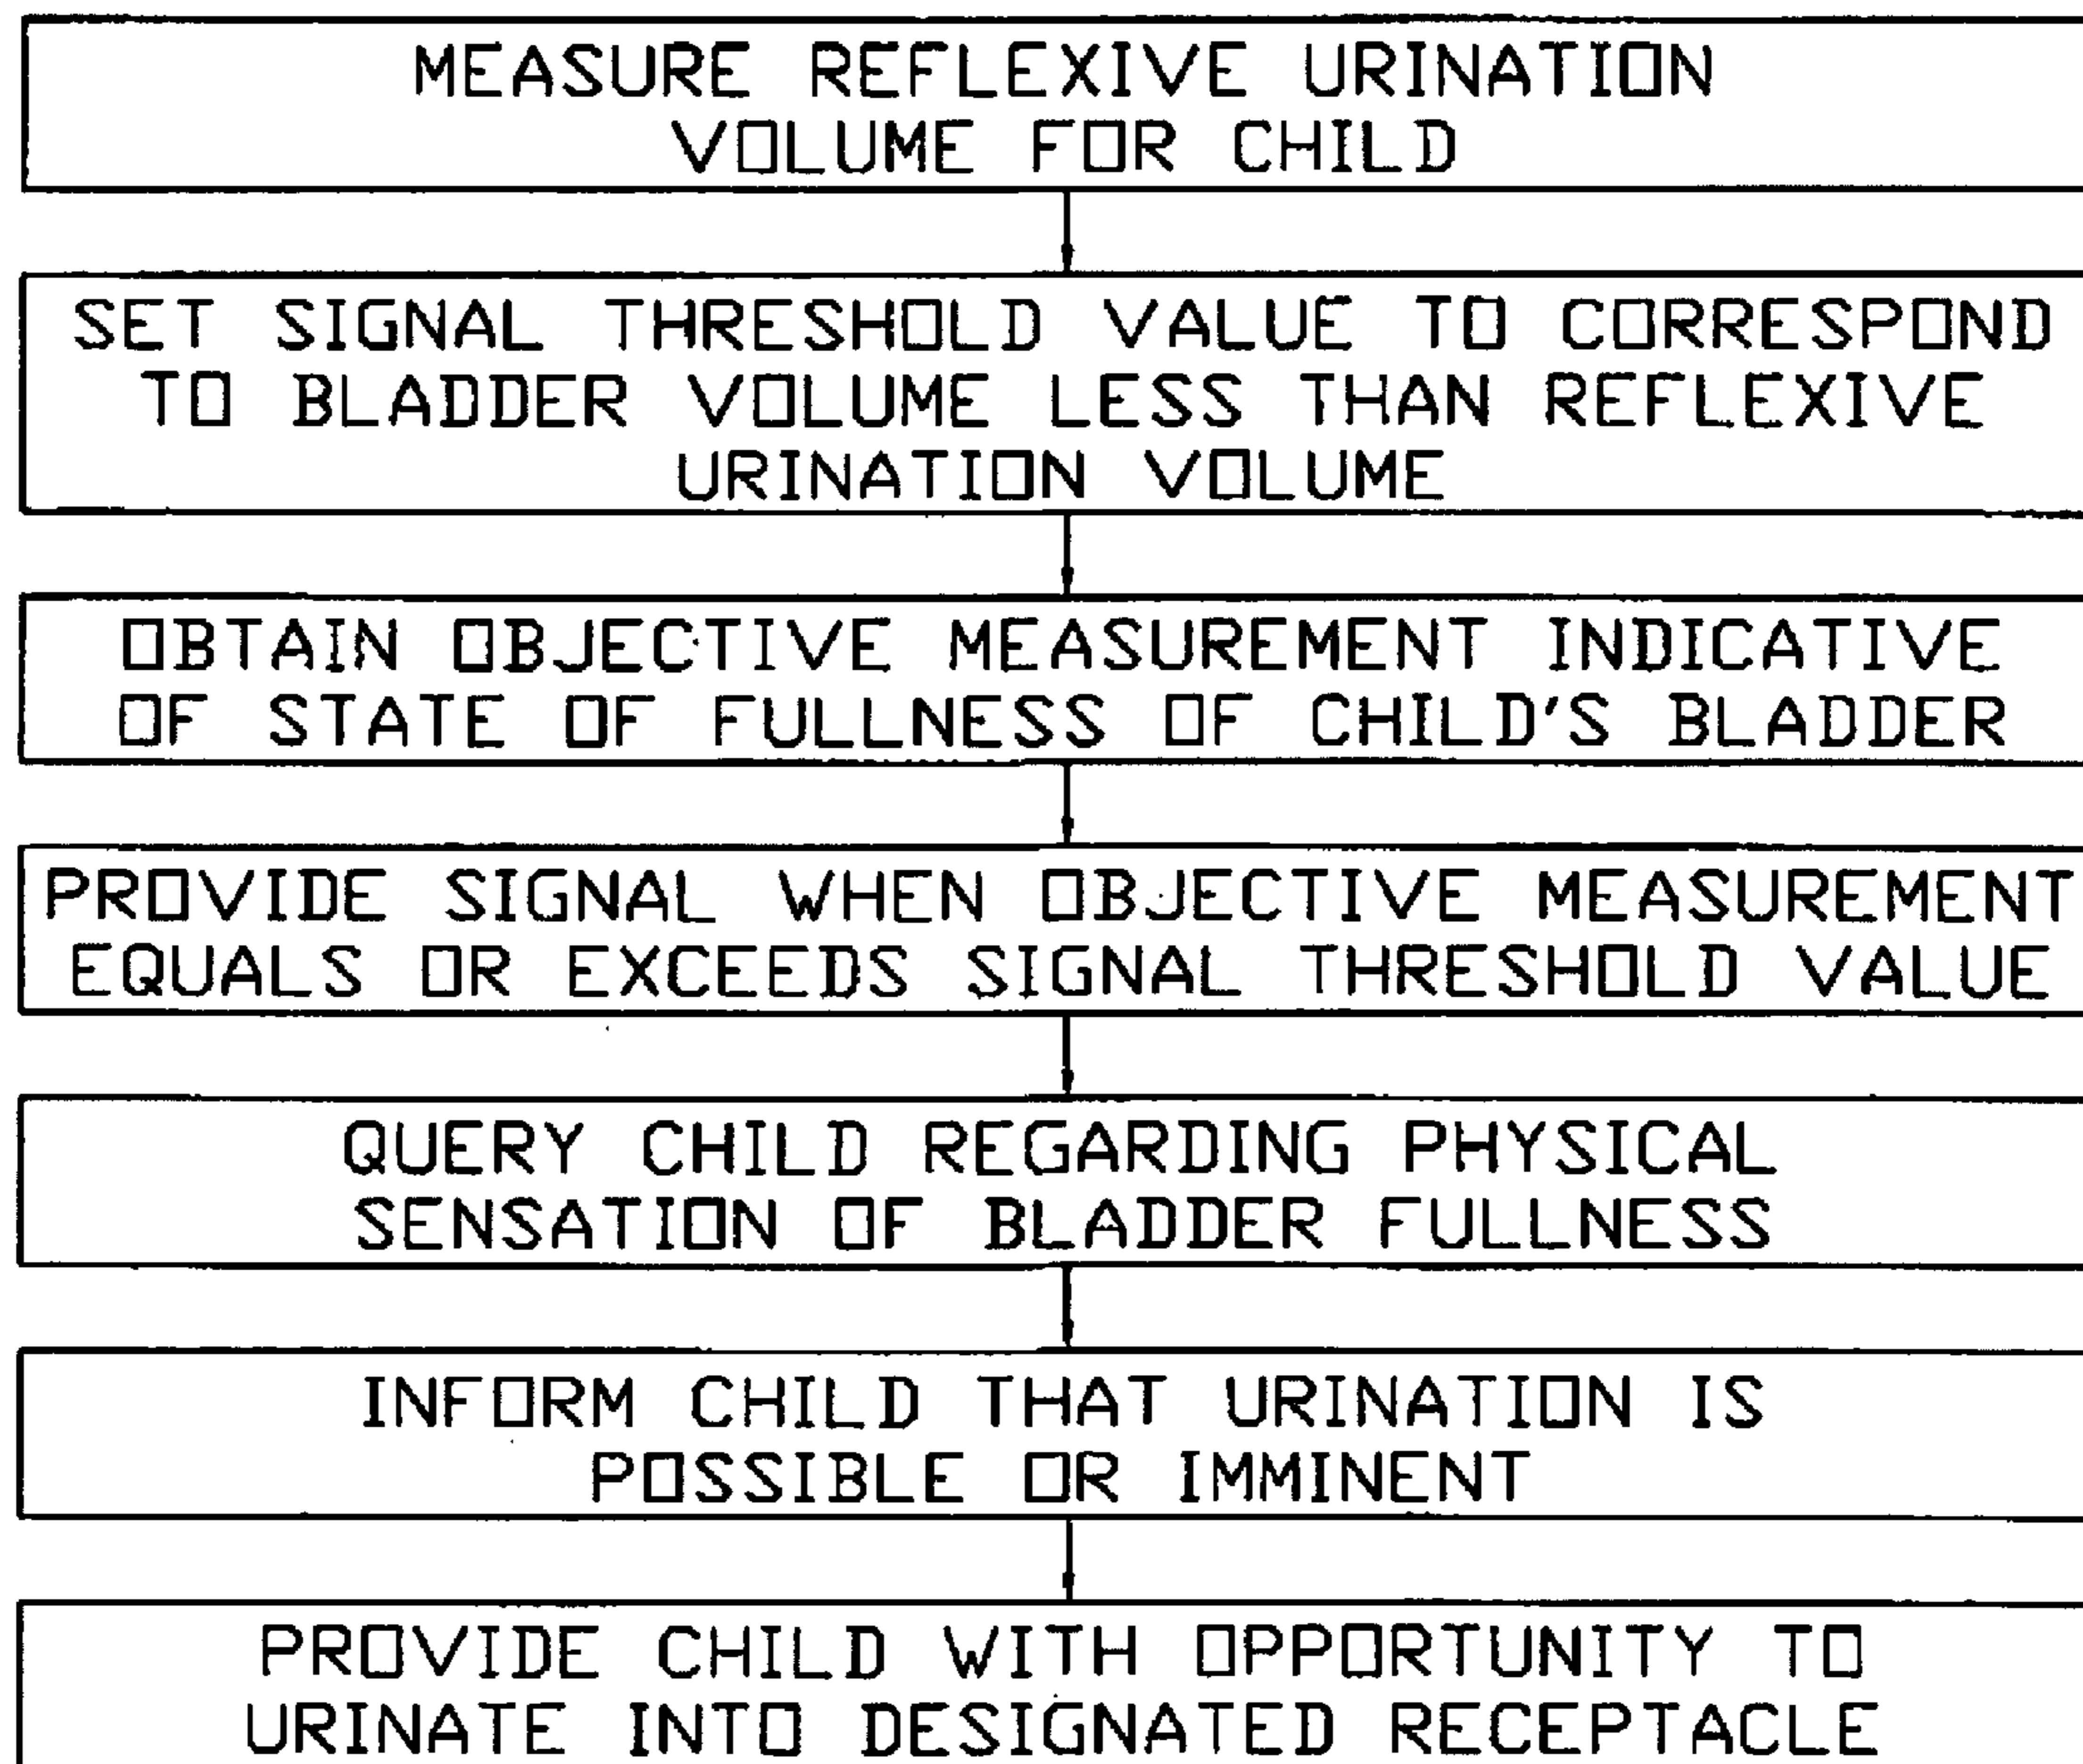 MEASURE REFLEXIVE URINATION
VOLUME FOR CHILD
SET SIGNAL THRESHOLD VALUE TO CORRESPOND
TO BLADDER VOLUME LESS THAN REFLEXIVE
URINATION VOLUME
OBTAIN OBJECTIVE MEASUREMENT INDICATIVE
OF STATE OF FULLNESS OF CHILD'S BLADDER
PROVIDE SIGNAL WHEN OBJECTIVE MEASUREMENT
EQUALS OR EXCEEDS SIGNAL THRESHOLD VALUE
QUERY CHILD REGARDING PHYSICAL
SENSATION OF BLADDER FULLNESS
INFORM CHILD THAT URINATION IS
POSSIBLE OR IMMINENT
PROVIDE CHILD WITH OPPORTUNITY TO
URINATE INTO DESIGNATED RECEPTACLE